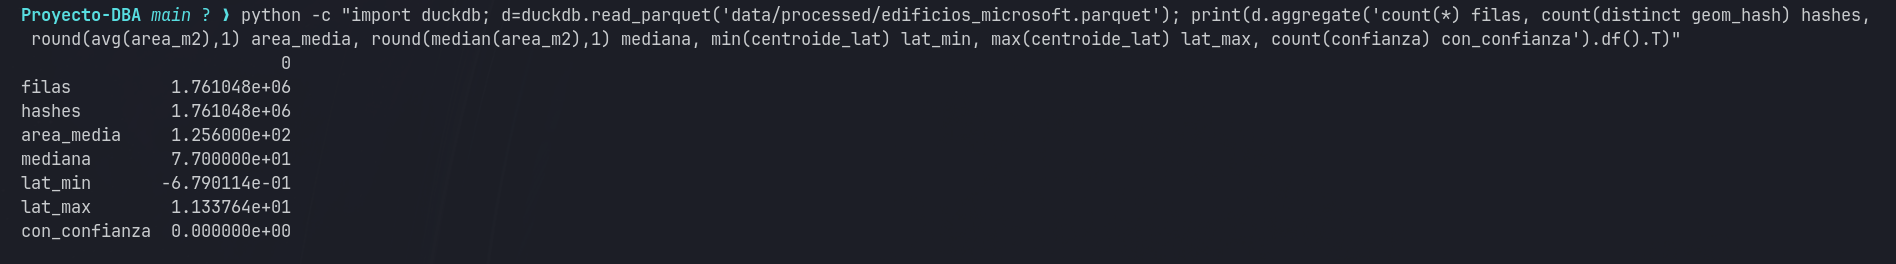 Proyecto-DBA main ? ❯ python -c "import duckdb; d=duckdb.read_parquet('data/processed/edificios_microsoft.parquet'); print(d.aggregate('count(*) filas, count(distinct geom_hash) hashes,
round(avg(area_m2),1) area_media, round(median(area_m2),1) mediana, min(centroide_lat) lat_min, max(centroide_lat) lat_max, count(confianza) con_confianza').df().T)"
0
filas 1.761048e+06
hashes 1.761048e+06
area_media 1.256000e+02
mediana 7.700000e+01
lat_min -6.790114e-01
lat_max 1.133764e+01
con_confianza 0.000000e+00